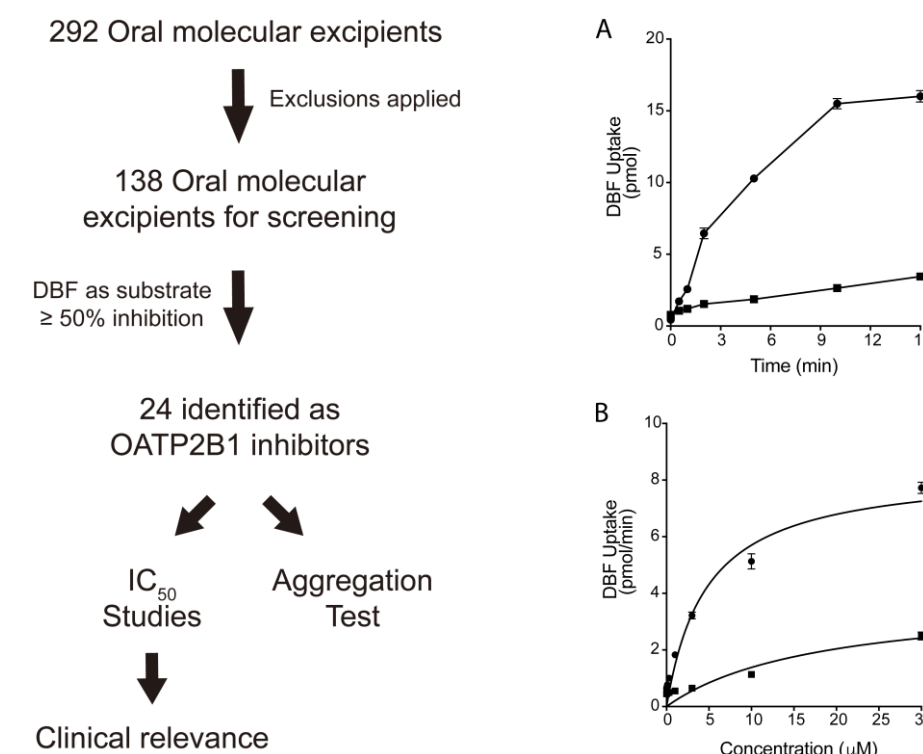 292 Oral molecular excipients
Exclusions applied
138 Oral molecular
excipients for screening
DBF as substrate
≥ 50% inhibition
24 identified as
OATP2B1 inhibitors
IC50
Studies
Aggregation
Test
Clinical relevance
A
DBF Uptake
(pmol)
20
15
10
5
0
0 3 6 9 12 1
Time (min)
B
DBF Uptake
(pmol/min)
10
8
6
4
2
0
0 5 10 15 20 25 3
Concentration (μM)